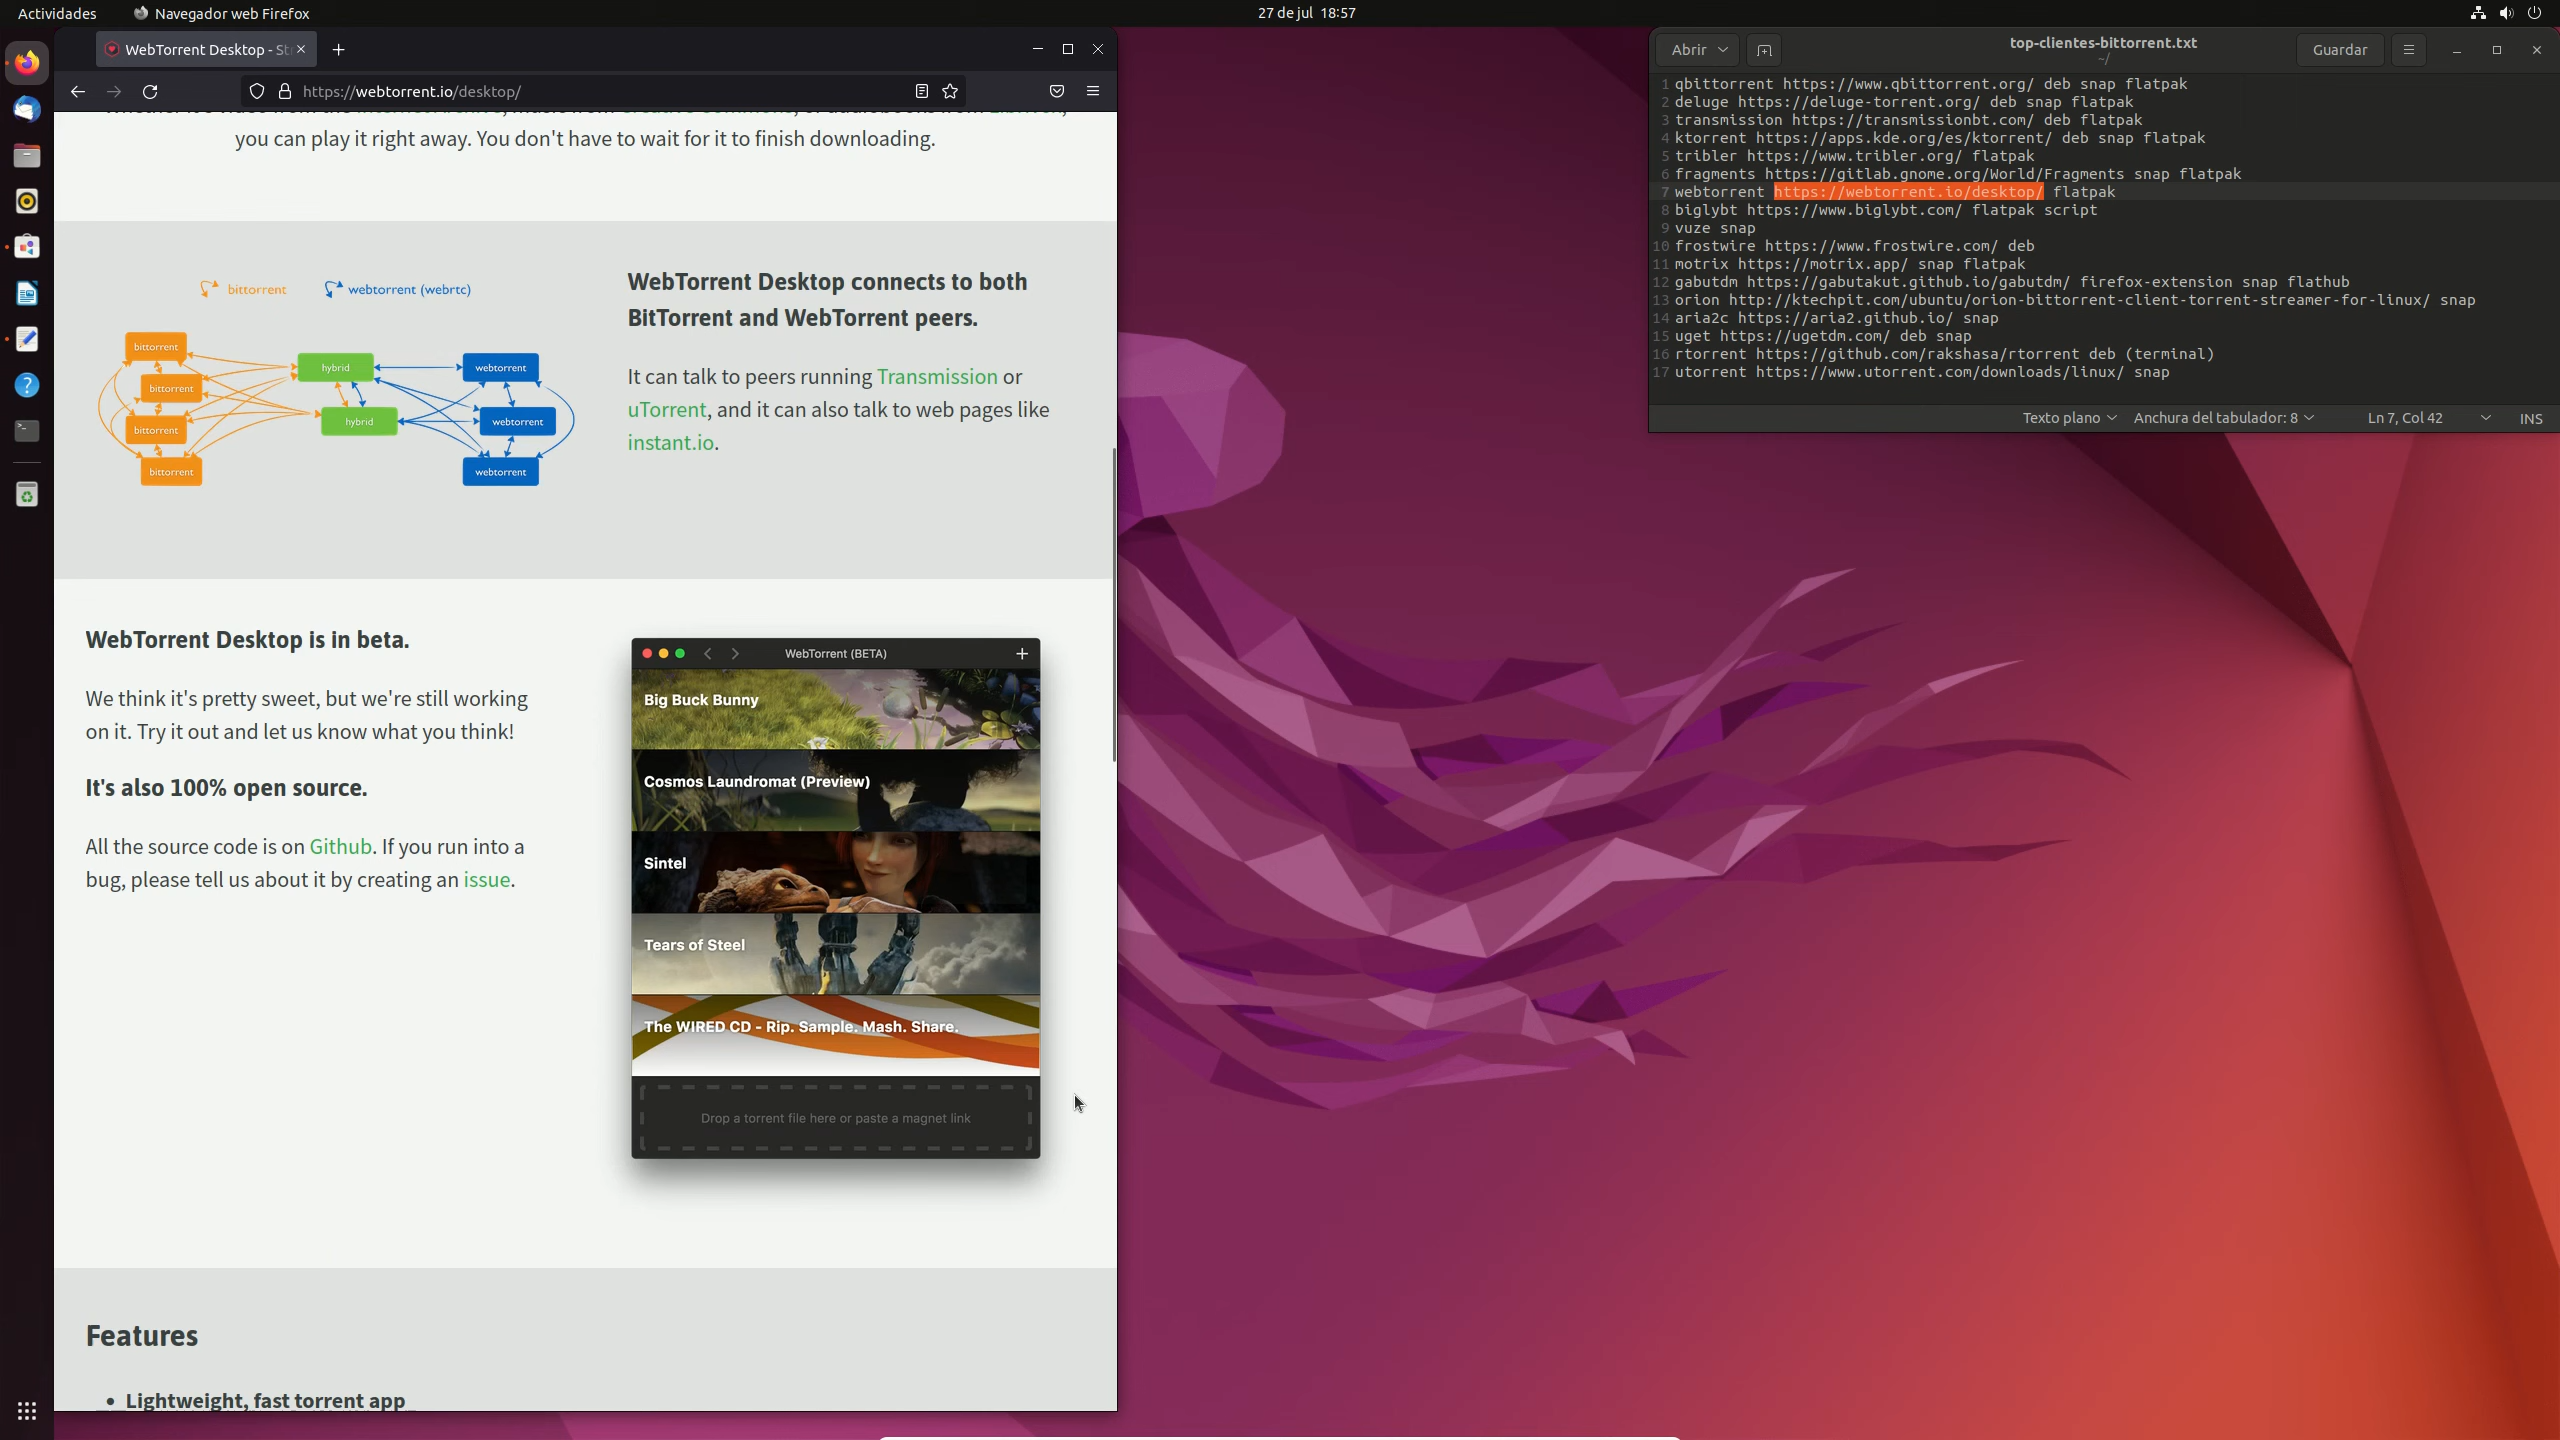 Actividades
Navegador web Firefox
27 de jul 18:57
WebTorrent Desktop - St
https://webtorrent.io/desktop/
you can play it right away. You don't have to wait for it to finish downloading.
bittorrent
webtorrent (webrtc)
bittorrent
bittorrent
bittorrent
bittorrent
hybrid
hybrid
webtorrent
webtorrent
webtorrent
WebTorrent Desktop connects to both
BitTorrent and WebTorrent peers.
It can talk to peers running Transmission or
uTorrent, and it can also talk to web pages like
instant.io.
WebTorrent Desktop is in beta.
We think it's pretty sweet, but we're still working
on it. Try it out and let us know what you think!
It's also 100% open source.
All the source code is on Github. If you run into a
bug, please tell us about it by creating an issue.
WebTorrent (BETA)
Big Buck Bunny
Cosmos Laundromat (Preview)
Sintel
Tears of Steel
The WIRED CD - Rip. Sample. Mash. Share.
Drop a torrent file here or paste a magnet link
Features
• Lightweight, fast torrent app
Abrir
top-clientes-bittorrent.txt
~/
Guardar
1 qbittorrent https://www.qbittorrent.org/ deb snap flatpak
2 deluge https://deluge-torrent.org/ deb snap flatpak
3 transmission https://transmissionbt.com/ deb flatpak
4 ktorrent https://apps.kde.org/es/ktorrent/ deb snap flatpak
5 tribler https://www.tribler.org/ flatpak
6 fragments https://gitlab.gnome.org/World/Fragments snap flatpak
7 webtorrent https://webtorrent.io/desktop/ flatpak
8 biglybt https://www.biglybt.com/ flatpak script
9 vuze snap
10 frostwire https://www.frostwire.com/ deb
11 motrix https://motrix.app/ snap flatpak
12 gabutdm https://gabutakut.github.io/gabutdm/ firefox-extension snap flathub
13 orion http://ktechpit.com/ubuntu/orion-bittorrent-client-torrent-streamer-for-linux/ snap
14 aria2c https://aria2.github.io/ snap
15 uget https://ugetdm.com/ deb snap
16 rtorrent https://github.com/rakshasa/rtorrent deb (terminal)
17 utorrent https://www.utorrent.com/downloads/linux/ snap
Texto plano
Anchura del tabulador: 8
Ln 7, Col 42
INS